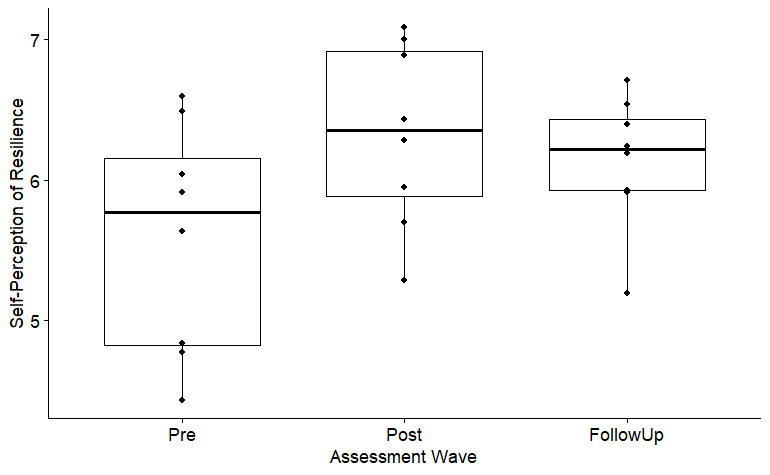 Self-Perception of Resilience
7
6
5
Pre Post FollowUp
Assessment Wave